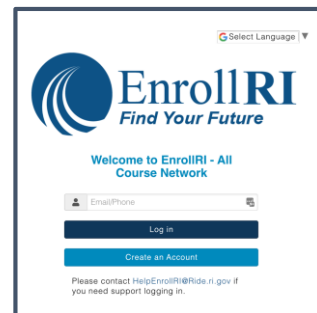 Select Language ▼
EnrollRI
Find Your Future
Welcome to EnrollRI - All
Course Network
Email/Phone
Log in
Create an Account
Please contact HelpEnrollRI@Ride.ri.gov if
you need support logging in.